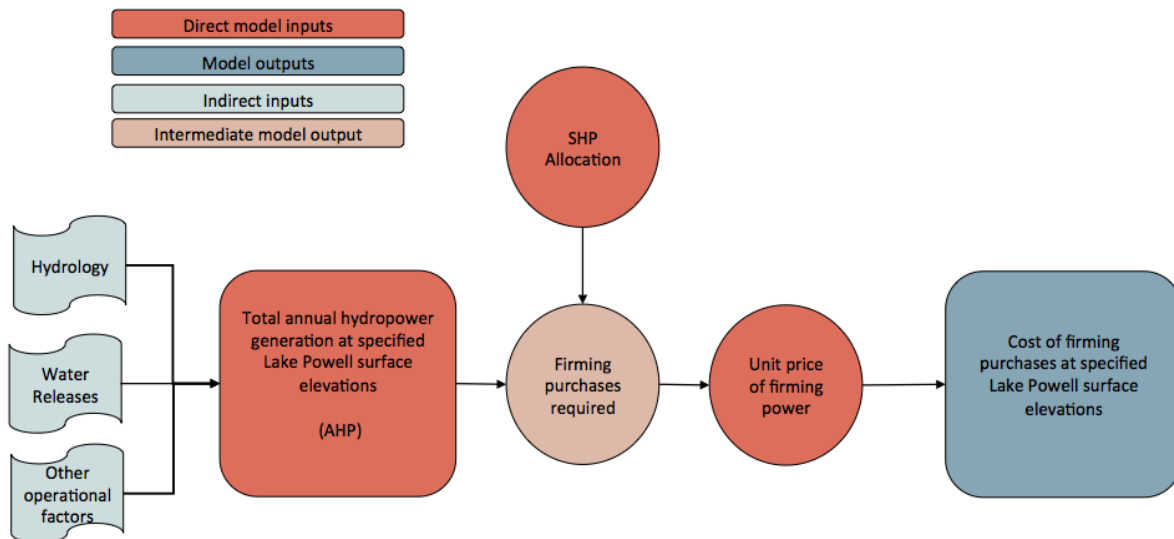 Direct model inputs
Model outputs
Indirect inputs
Intermediate model output
SHP
Allocation
Hydrology
Water
Releases
Other
operational
factors
Total annual hydropower
generation at specified
Lake Powell surface
elevations
(AHP)
Firming
purchases
required
Unit price
of firming
power
Cost of firming
purchases at specified
Lake Powell surface
elevations